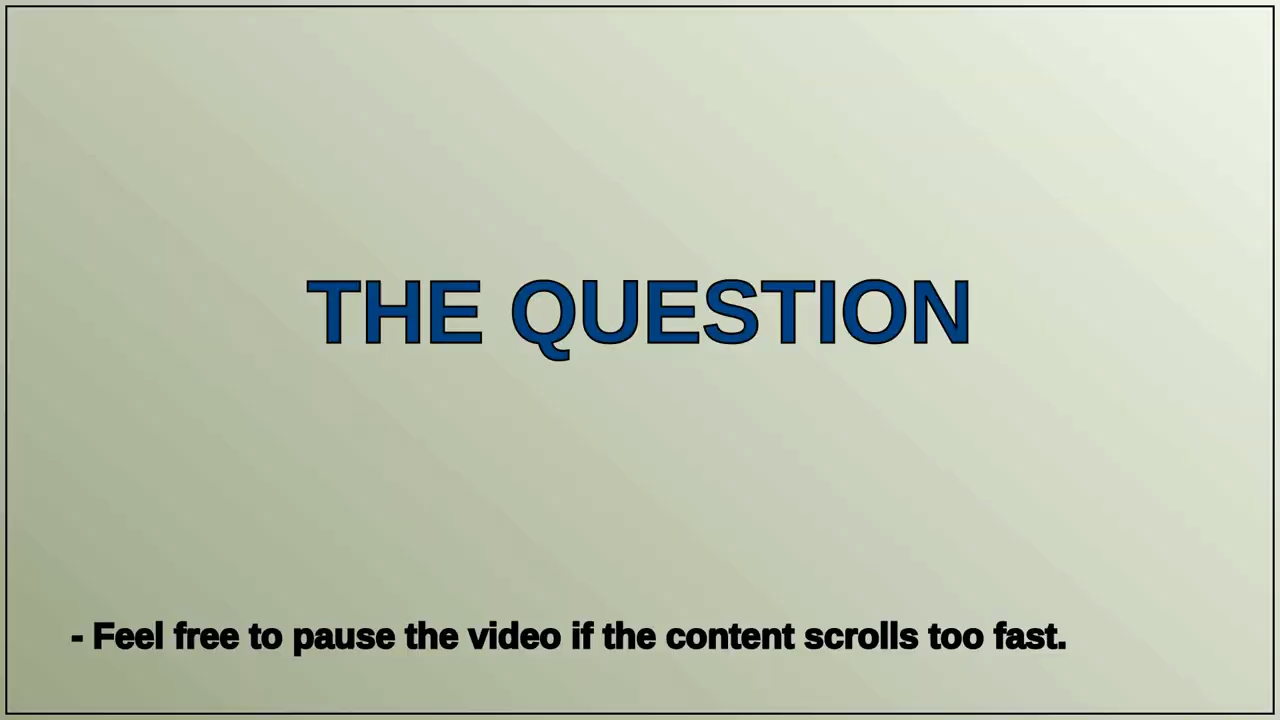 THE QUESTION
- Feel free to pause the video if the content scrolls too fast.